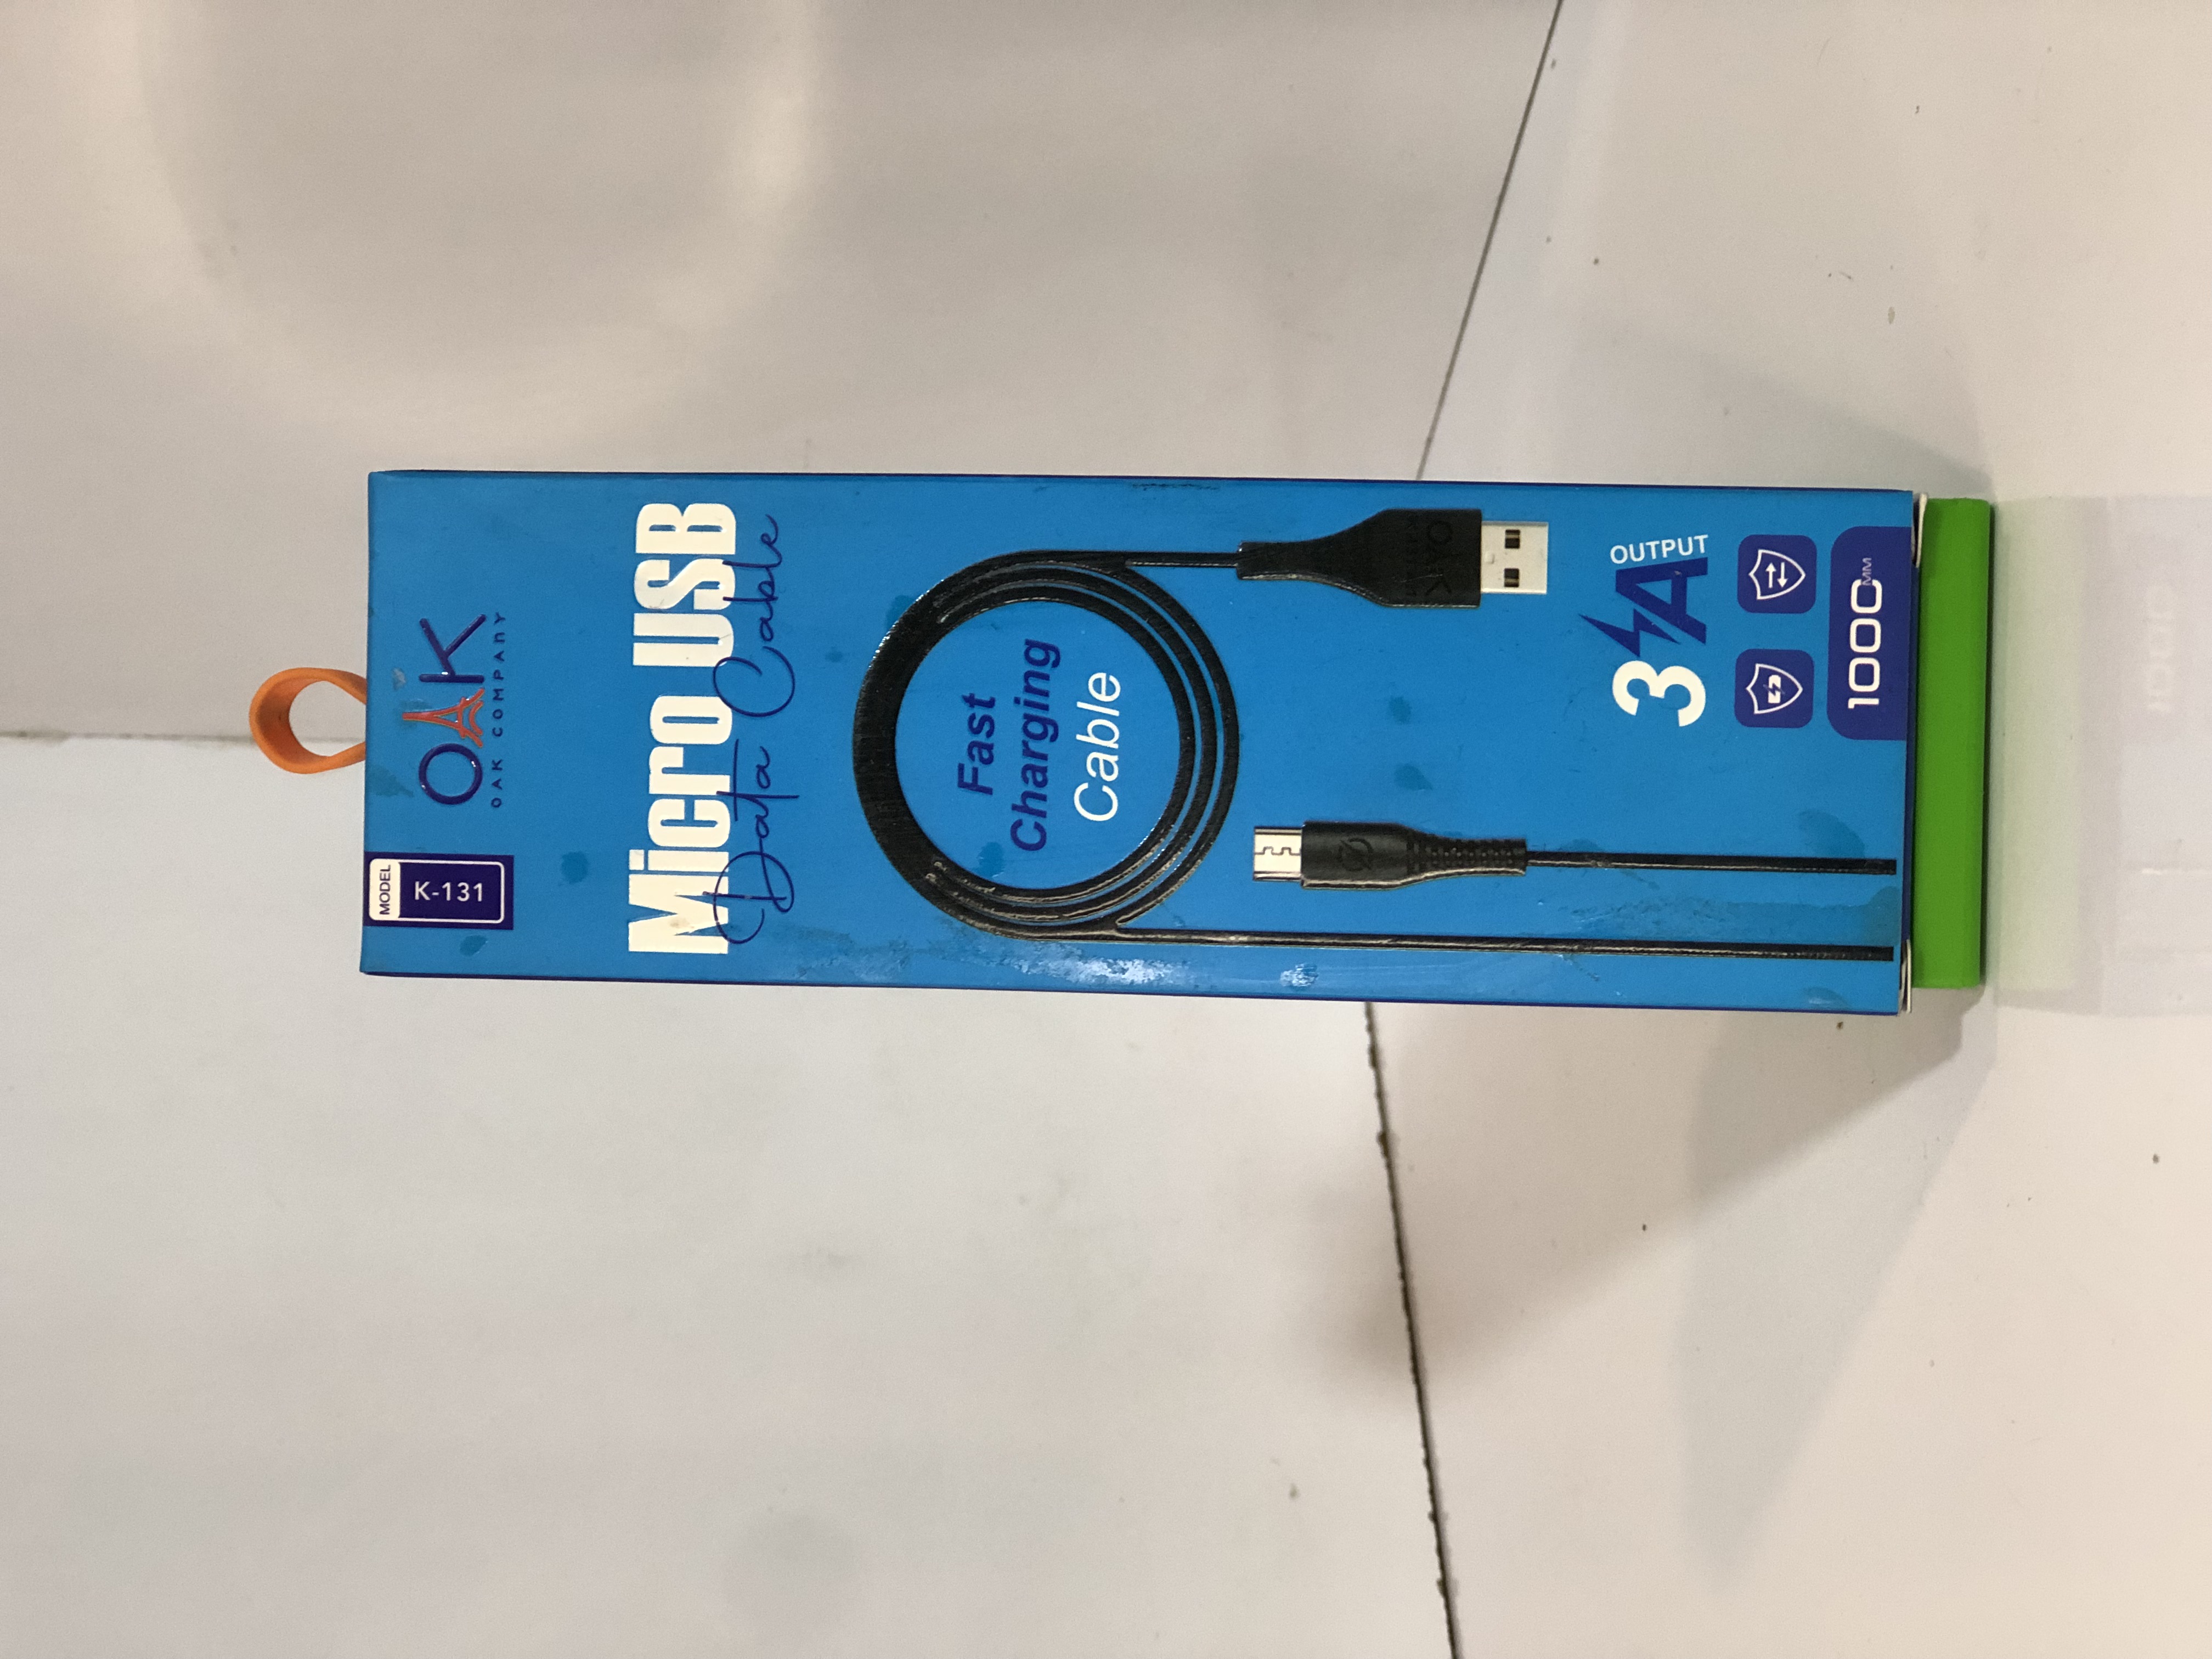 MODEL
K-131
OAK
OAK COMPANY
Micro USB
Data Cable
Fast
Charging
Cable
OUTPUT
3A
1000MM